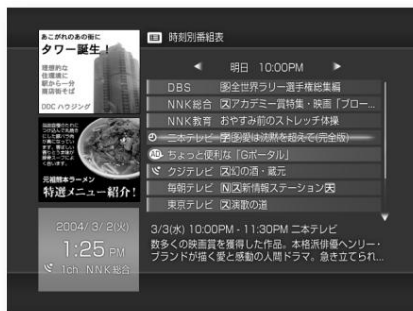 あこがれのあの街に
タワー誕生!
理想的な
住環境に
駅から一分
商店街そば
DDC ハウジング
元祖熊本ラーメン
特選メニュー紹介!
2004/ 3/ 2(火)
1:25 PM
1ch NNK 総合
時刻別番組表
明日 10:00PM
DBS 多全世界ラリー選手権総集編
NNK総合 ス アカデミー賞特集・映画「ブロー...
NNK教育 おやすみ前のストレッチ体操
二本テレビ 字多愛は沈黙を超えて(完全版)
AD. ちょっと便利な「Gポータル」
クジテレビ ス幻の酒・蔵元
毎朝テレビ Nス新情報ステーション天
東京テレビ ス演歌の道
3/3(水) 10:00PM - 11:30PM 二本テレビ
数多くの映画賞を獲得した作品。本格派俳優ヘンリー・
ブランドが描く愛と感動の人間ドラマ。急き立てられ...